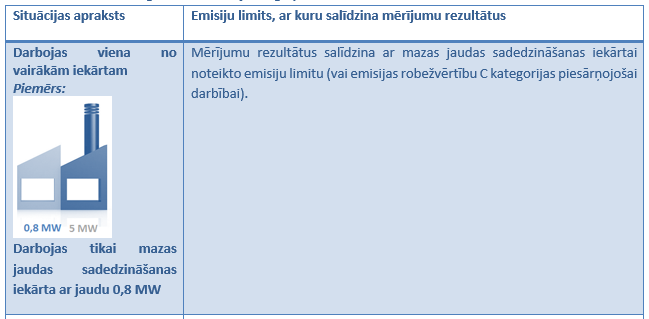 Situācijas apraksts
Emisiju limits, ar kuru salīdzina mērījumu rezultātus
Darbojas viena no
vairākām iekārtam
Piemērs:
0,8 MW 5 MW
Darbojas tikai mazas
jaudas sadedzināšanas
iekārta ar jaudu 0,8 MW
Mērījumu rezultātus salīdzina ar mazas jaudas sadedzināšanas iekārtai
noteikto emisiju limitu (vai emisijas robežvērtību C kategorijas piesārņojošai
darbībai).